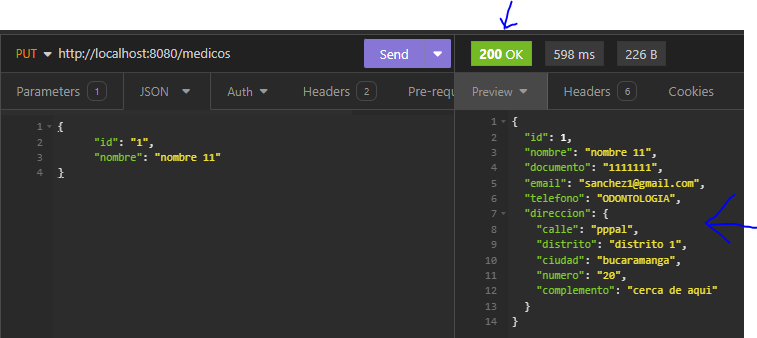 PUT http://localhost:8080/medicos Send
200 OK 598 ms 226 B
Parameters 1 JSON Auth Headers 2 Pre-requ
Preview Headers 6 Cookies
1 {
2 "id": "1",
3 "nombre": "nombre 11"
4 }
1 {
2 "id": 1,
3 "nombre": "nombre 11",
4 "documento": "1111111",
5 "email": "sanchez1@gmail.com",
6 "telefono": "ODONTOLOGIA",
7 "direccion": {
8 "calle": "pppal",
9 "distrito": "distrito 1",
10 "ciudad": "bucaramanga",
11 "numero": "20",
12 "complemento": "cerca de aqui"
13 }
14 }